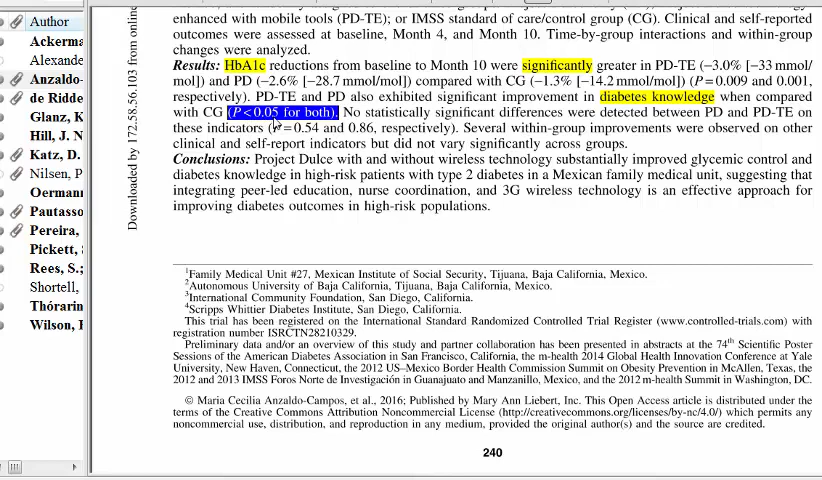 Author
Ackerma
Alexande
Anzaldo-
de Ridde
Glanz, K
Hill, J. N
Katz, D.
Nilsen, P
Oermann
Pautasso
Pereira,
Pickett,
Rees, S.;
Shortell,
Thórarin
Wilson, I
Downloaded by 172.58.56.103 from online
enhanced with mobile tools (PD-TE); or IMSS standard of care/control group (CG). Clinical and self-reported
outcomes were assessed at baseline, Month 4, and Month 10. Time-by-group interactions and within-group
changes were analyzed.
Results: HbA1c reductions from baseline to Month 10 were significantly greater in PD-TE (−3.0% [−33 mmol/
mol]) and PD (−2.6% [−28.7 mmol/mol]) compared with CG (−1.3% [−14.2 mmol/mol]) (P = 0.009 and 0.001,
respectively). PD-TE and PD also exhibited significant improvement in diabetes knowledge when compared
with CG (P < 0.05 for both). No statistically significant differences were detected between PD and PD-TE on
these indicators (P = 0.54 and 0.86, respectively). Several within-group improvements were observed on other
clinical and self-report indicators but did not vary significantly across groups.
Conclusions: Project Dulce with and without wireless technology substantially improved glycemic control and
diabetes knowledge in high-risk patients with type 2 diabetes in a Mexican family medical unit, suggesting that
integrating peer-led education, nurse coordination, and 3G wireless technology is an effective approach for
improving diabetes outcomes in high-risk populations.
1Family Medical Unit #27, Mexican Institute of Social Security, Tijuana, Baja California, Mexico.
2Autonomous University of Baja California, Tijuana, Baja California, Mexico.
3International Community Foundation, San Diego, California.
4Scripps Whittier Diabetes Institute, San Diego, California.
This trial has been registered on the International Standard Randomized Controlled Trial Register (www.controlled-trials.com) with
registration number ISRCTN28210329.
Preliminary data and/or an overview of this study and partner collaboration has been presented in abstracts at the 74th Scientific Poster
Sessions of the American Diabetes Association in San Francisco, California, the m-health 2014 Global Health Innovation Conference at Yale
University, New Haven, Connecticut, the 2012 US–Mexico Border Health Commission Summit on Obesity Prevention in McAllen, Texas, the
2012 and 2013 IMSS Foros Norte de Investigación in Guanajuato and Manzanillo, Mexico, and the 2012 m-health Summit in Washington, DC.
© Maria Cecilia Anzaldo-Campos, et al., 2016; Published by Mary Ann Liebert, Inc. This Open Access article is distributed under the
terms of the Creative Commons Attribution Noncommercial License (http://creativecommons.org/licenses/by-nc/4.0/) which permits any
noncommercial use, distribution, and reproduction in any medium, provided the original author(s) and the source are credited.
240